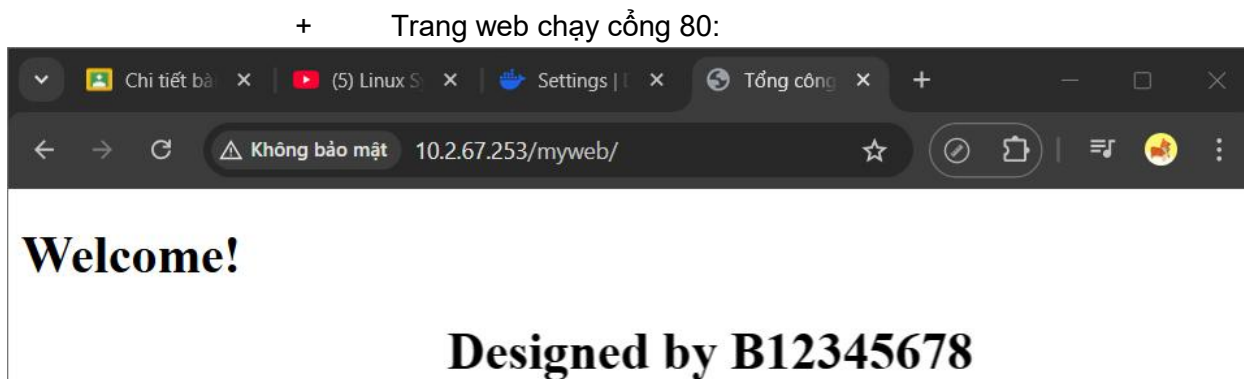 + Trang web chạy cổng 80:
Chi tiết bà (5) Linux S Settings | Tổng công
Không bảo mật 10.2.67.253/myweb/
Welcome!
Designed by B12345678